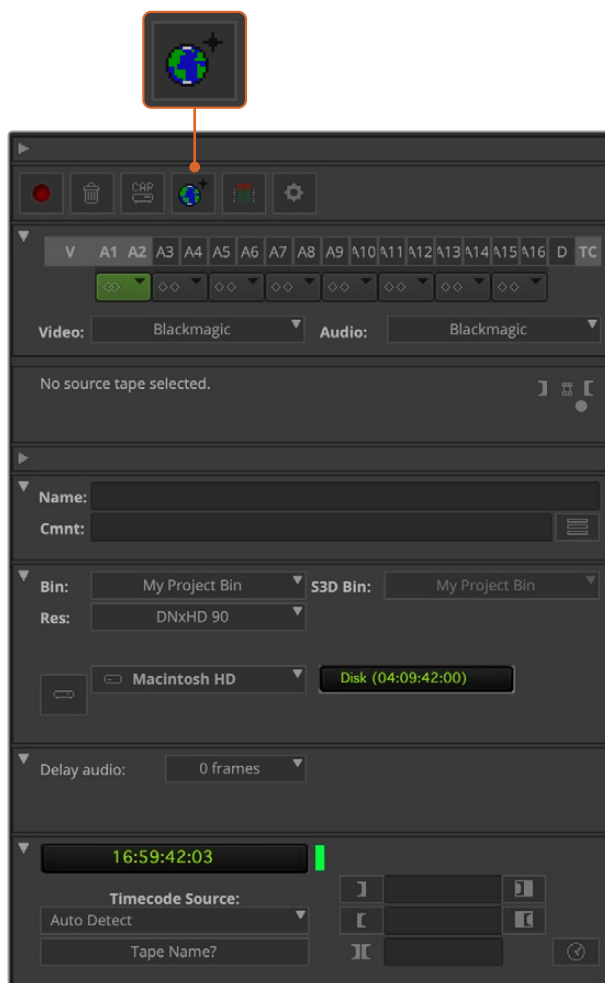 CAP
V A1 A2 A3 A4 A5 A6 A7 A8 A9 A10 A11 A12 A13 A14 A15 A16 D TC
Video: Blackmagic Audio: Blackmagic
No source tape selected.
Name:
Cmnt:
Bin: My Project Bin S3D Bin: My Project Bin
Res: DNxHD 90
Macintosh HD Disk (04:09:42:00)
Delay audio: 0 frames
16:59:42:03
Timecode Source:
Auto Detect
Tape Name?